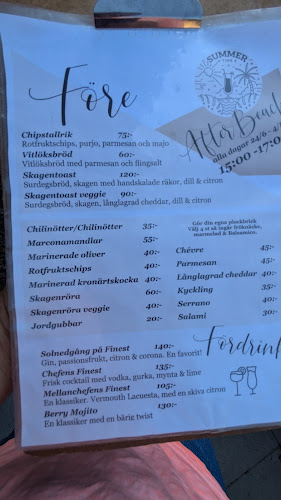 SUMMER
TIME
Före
After Beach
alla dagar 24/6 - 4/
15:00 -17:0
Chipstallrik 75:-
Rotfruktschips, purjo, parmesan och majo
Vitlöksbröd 60:-
Vitlöksbröd med parmesan och flingsalt
Skagentoast 120:-
Surdegsbröd, skagen med handskalade räkor, dill & citron
Skagentoast veggie 90:-
Surdegsbröd, skagen, långlagrad cheddar, dill & citron
Chilinötter/Chilinötter 35:-
Marconamandlar 55:-
Marinerade oliver 40:-
Rotfruktschips 40:-
Marinerad kronärtskocka 40:-
Skagenröra 60:-
Skagenröra veggie 40:-
Jordgubbar 20:-
Gör din egna plockbrick
Välj 4 st så ingår fröknäcke,
marmelad & Balsamico.
Chèvre 45:-
Parmesan 45:-
Långlagrad cheddar 40:-
Kyckling 35:-
Serrano 40:-
Salami 30:-
Fördrink
Solnedgång på Finest 140:-
Gin, passionsfrukt, citron & corona. En favorit!
Chefens Finest 135:-
Frisk cocktail med vodka, gurka, mynta & lime
Mellanchefens Finest 105:-
En klassiker. Vermouth Lacuesta, med en skiva citron
Berry Mojito 130:-
En klassiker med en bärig twist